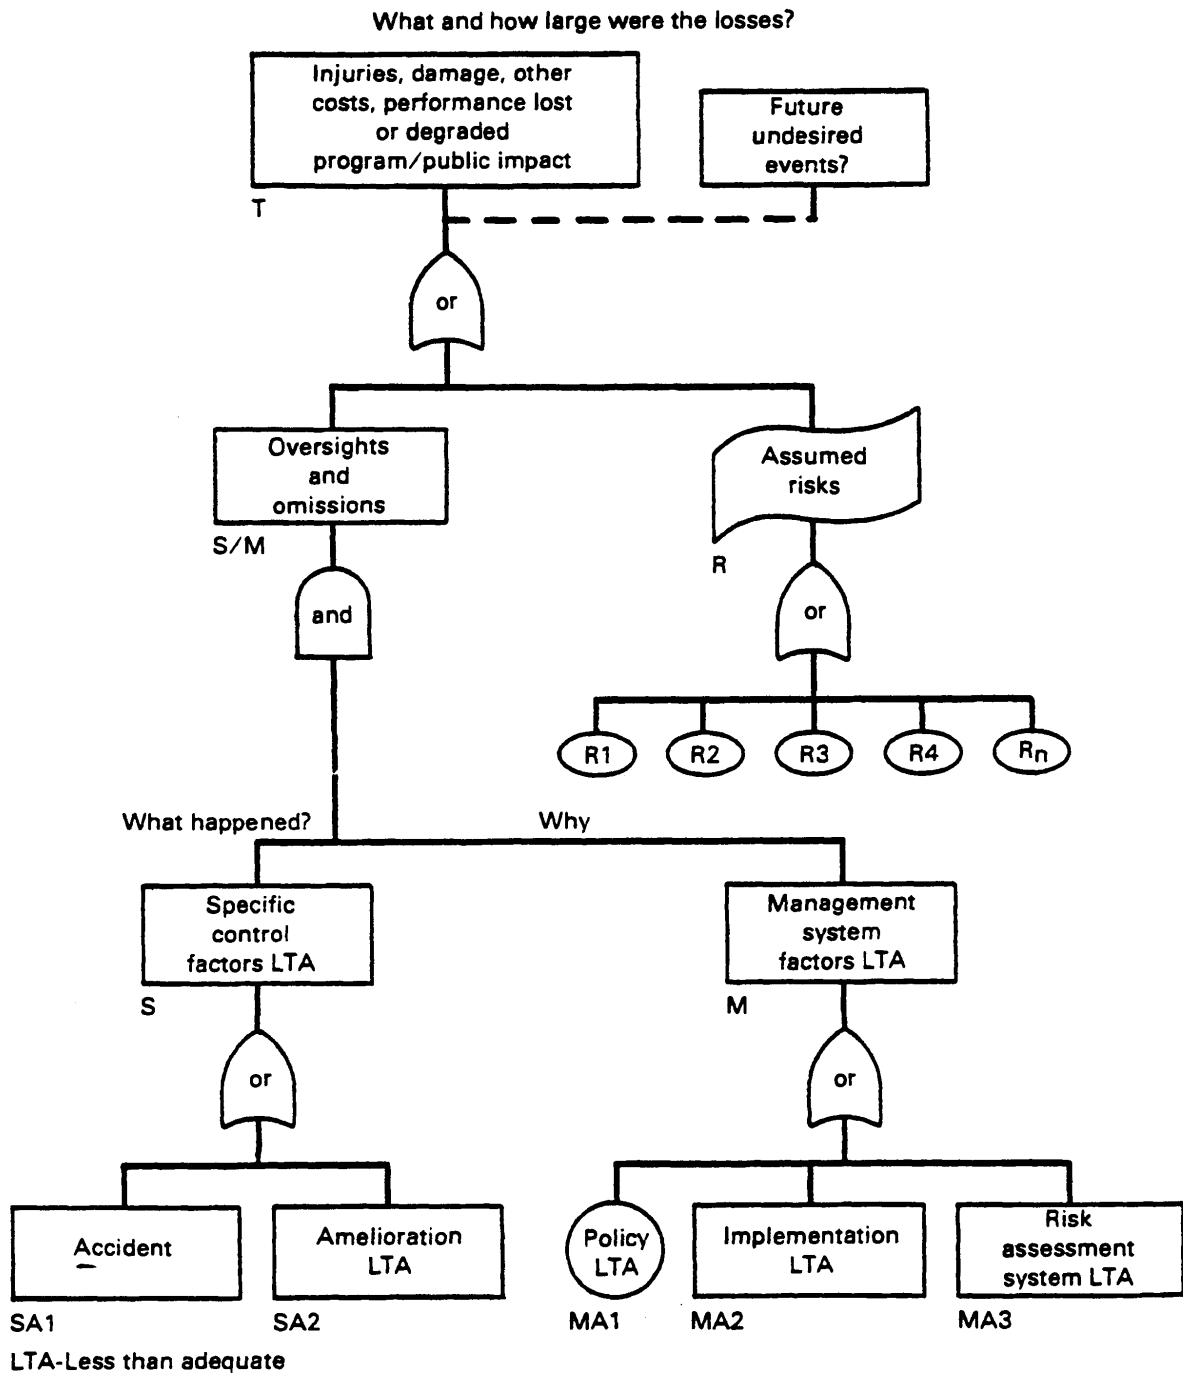 What and how large were the losses?
Injuries, damage, other
costs, performance lost
or degraded
program/public impact
T
Future
undesired
events?
or
Oversights
and
omissions
S/M
Assumed
risks
R
and
or
R1
R2
R3
R4
Rn
What happened?
Why
Specific
control
factors LTA
S
Management
system
factors LTA
M
or
or
Accident
SA1
Amelioration
LTA
SA2
Policy
LTA
MA1
Implementation
LTA
MA2
Risk
assessment
system LTA
MA3
LTA-Less than adequate